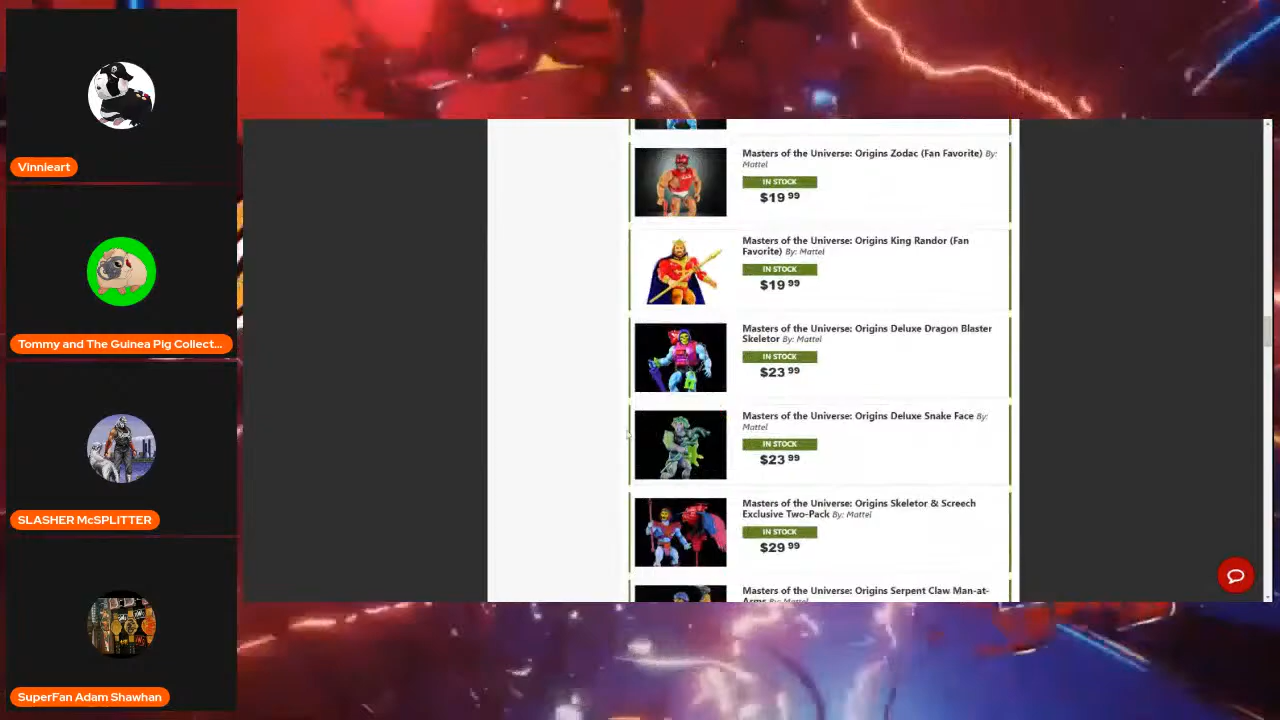 Vinnieart
Tommy and The Guinea Pig Collect...
SLASHER McSPLITTER
SuperFan Adam Shawhan
Masters of the Universe: Origins Zodac (Fan Favorite) By:
Mattel
IN STOCK
$19 99
Masters of the Universe: Origins King Randor (Fan
Favorite) By: Mattel
IN STOCK
$19 99
Masters of the Universe: Origins Deluxe Dragon Blaster
Skeletor By: Mattel
IN STOCK
$23 99
Masters of the Universe: Origins Deluxe Snake Face By:
Mattel
IN STOCK
$23 99
Masters of the Universe: Origins Skeletor & Screech
Exclusive Two-Pack By: Mattel
IN STOCK
$29 99
Masters of the Universe: Origins Serpent Claw Man-at-
Arms By: Mattel